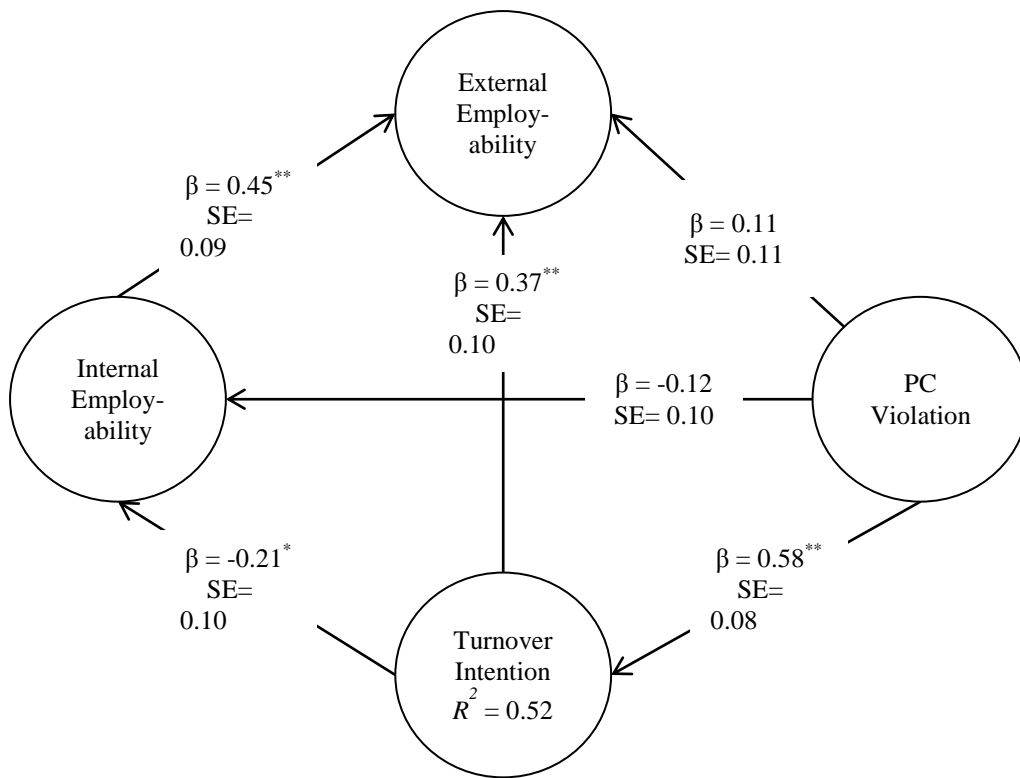 External
Employ-
ability
β = 0.45**
SE=
0.09
β = 0.11
SE= 0.11
β = 0.37**
SE=
0.10
Internal
Employ-
ability
β = -0.12
SE= 0.10
PC
Violation
β = -0.21*
SE=
0.10
β = 0.58**
SE=
0.08
Turnover
Intention
R² = 0.52